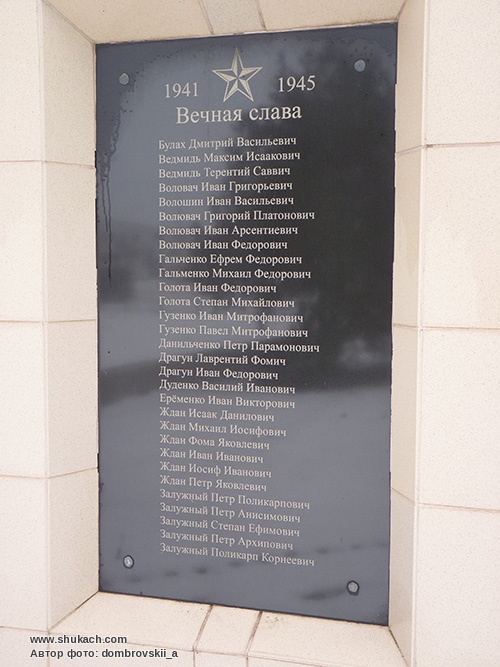 1941 1945
Вечная слава
Булах Дмитрий Васильевич
Ведмидь Максим Исаакович
Ведмидь Терентий Саввич
Воловач Иван Григорьевич
Волошин Иван Васильевич
Волювач Григорий Платонович
Волювач Иван Арсентиевич
Волювач Иван Федорович
Гальченко Ефрем Федорович
Гальменко Михаил Федорович
Голота Иван Федорович
Голота Степан Михайлович
Гузенко Иван Митрофанович
Гузенко Павел Митрофанович
Данильченко Петр Парамонович
Драгун Лаврентий Фомич
Драгун Иван Федорович
Дуденко Василий Иванович
Ерёменко Иван Викторович
Ждан Исаак Данилович
Ждан Михаил Иосифович
Ждан Фома Яковлевич
Ждан Иван Иванович
Ждан Иосиф Иванович
Ждан Петр Яковлевич
Залужный Петр Поликарпович
Залужный Петр Анисимович
Залужный Степан Ефимович
Залужный Петр Архипович
Залужный Поликарп Корнеевич
www.shukach.com
Автор фото: dombrovskii_a